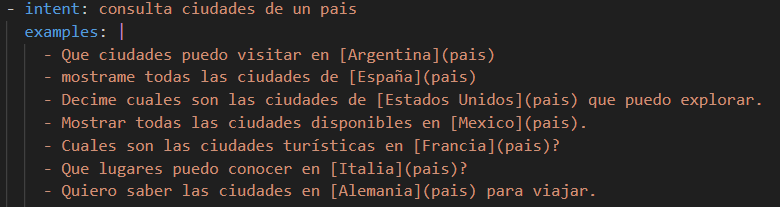 - intent: consulta ciudades de un pais
examples: |
- Que ciudades puedo visitar en [Argentina](pais)
- mostrame todas las ciudades de [España](pais)
- Decime cuales son las ciudades de [Estados Unidos](pais) que puedo explorar.
- Mostrar todas las ciudades disponibles en [Mexico](pais).
- Cuales son las ciudades turísticas en [Francia](pais)?
- Que lugares puedo conocer en [Italia](pais)?
- Quiero saber las ciudades en [Alemania](pais) para viajar.